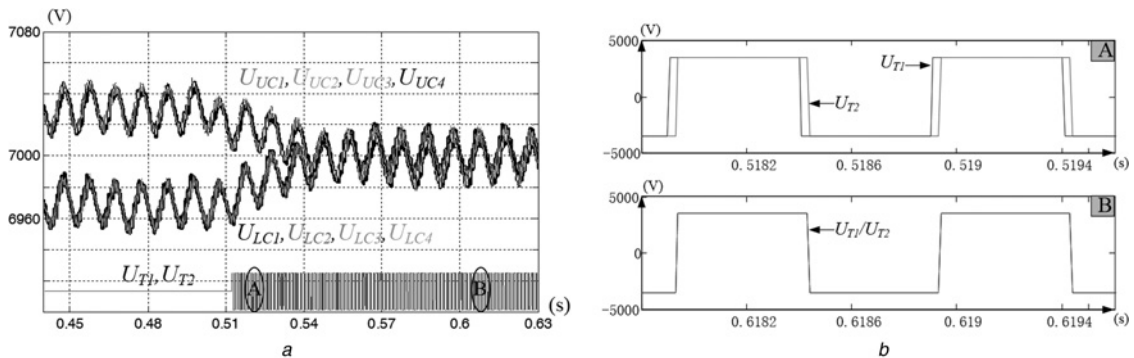 (V)
7080
7000
6960
U_UC1, U_UC2, U_UC3, U_UC4
U_LC1, U_LC2, U_LC3, U_LC4
U_T1, U_T2
A
B
(s)
0.45
0.48
0.51
0.54
0.57
0.6
0.63
a
(V)
5000
A
U_T1
0
U_T2
-5000
0.5182
0.5186
0.519
0.5194
(s)
(V)
5000
B
U_T1/U_T2
0
-5000
0.6182
0.6186
0.619
0.6194
(s)
b